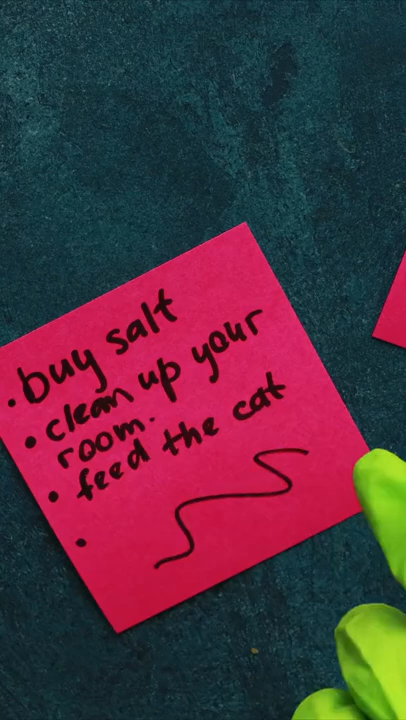 • buy salt
• clean up your
room.
• feed the cat
•